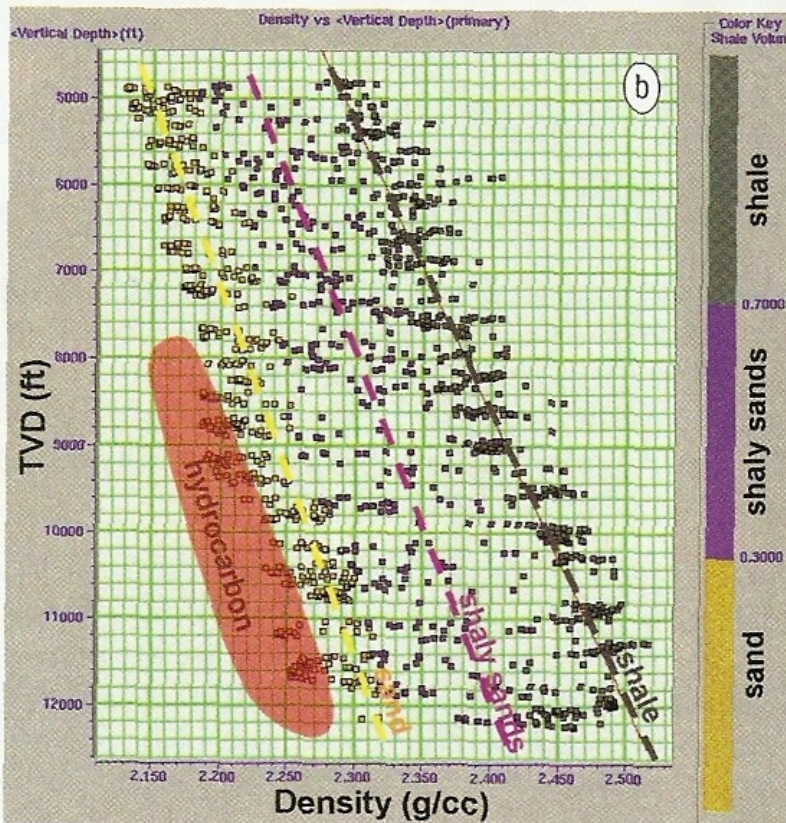 Density vs <Vertical Depth>(primary)
<Vertical Depth>(ft)
Color Key
Shale Volum
b
5000
6000
7000
8000
9000
10000
11000
12000
TVD (ft)
hydrocarbon
sand
shaly sands
shale
2.150
2.200
2.250
2.300
2.350
2.400
2.450
2.500
Density (g/cc)
shale
0.7000
shaly sands
0.3000
sand